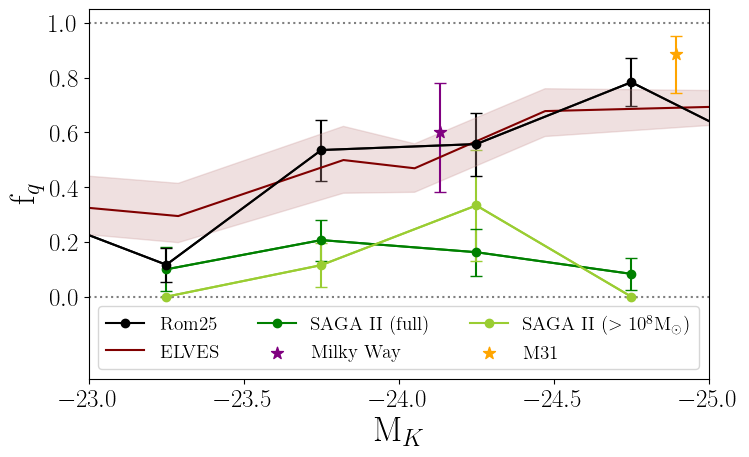 1.0
0.8
0.6
0.4
0.2
0.0
f_q
Rom25
ELVES
SAGA II (full)
Milky Way
SAGA II (> 10^8 M_⊙)
M31
−23.0 −23.5 −24.0 −24.5 −25.0
M_K